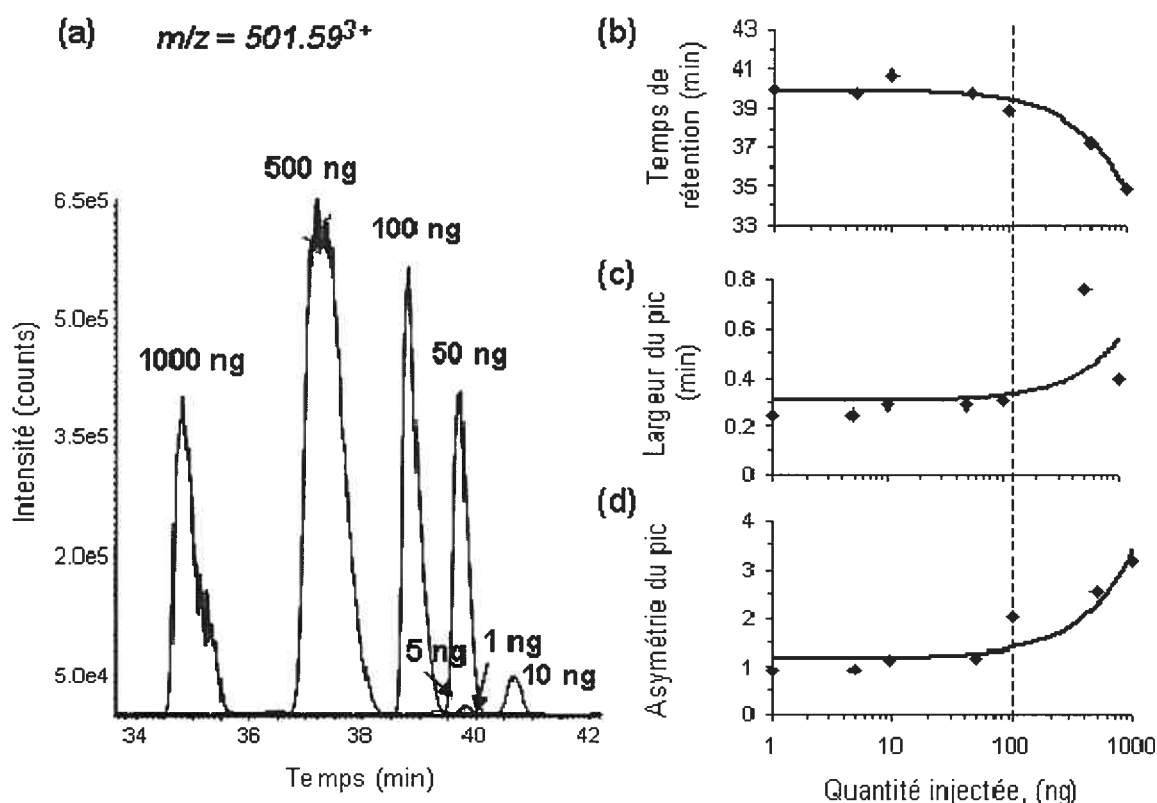 (a) m/z = 501.59³⁺
500 ng
100 ng
1000 ng
50 ng
5 ng
1 ng
10 ng
Intensité (counts)
6.5e5
5.0e5
3.5e5
2.0e5
5.0e4
34 36 38 40 42
Temps (min)
(b)
Temps de
rétention (min)
43
41
39
37
35
33
(c)
Largeur du pic
(min)
0.8
0.6
0.4
0.2
0
(d)
Asymétrie du pic
4
3
2
1
0
1 10 100 1000
Quantité injectée, (ng)